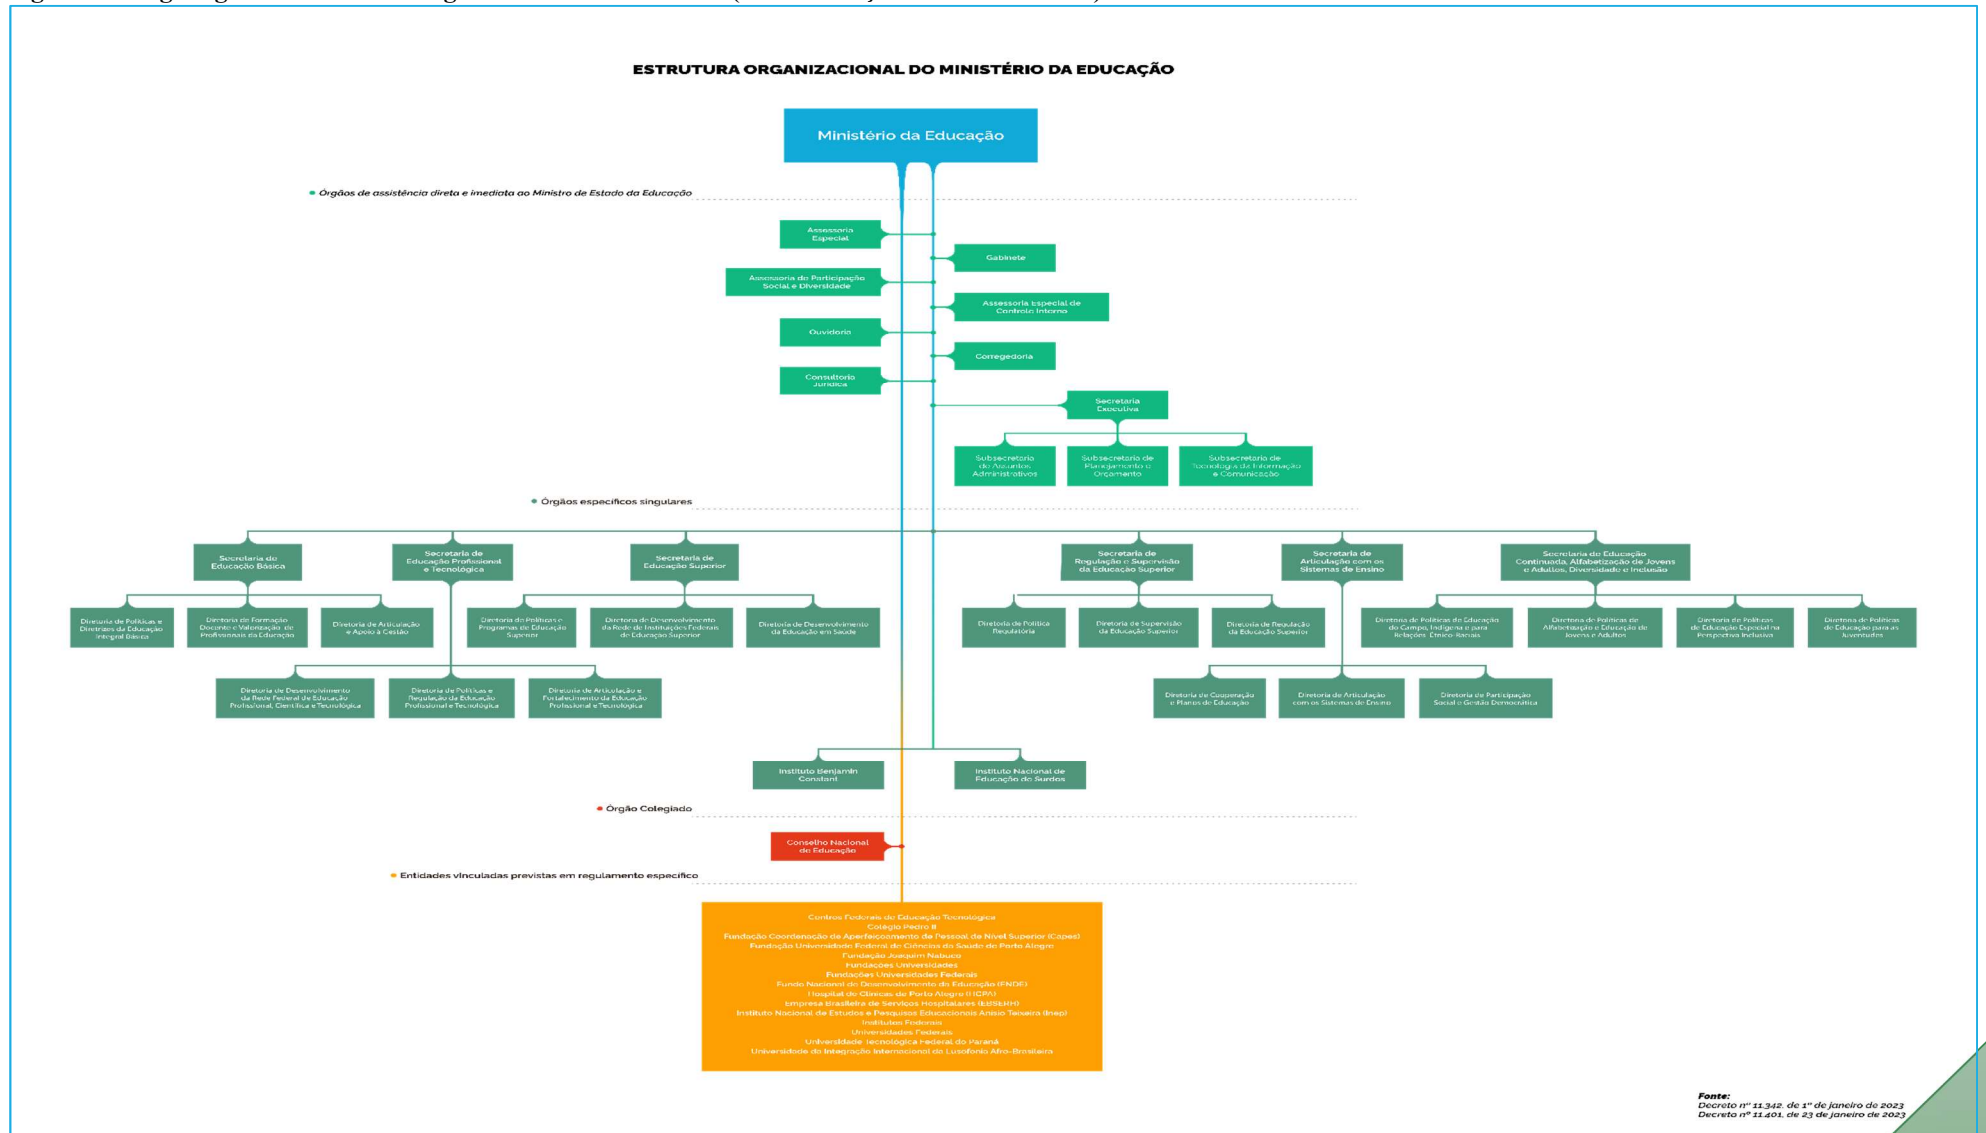 ESTRUTURA ORGANIZACIONAL DO MINISTÉRIO DA EDUCAÇÃO
Ministério da Educação
Órgãos de assistência direta e imediata ao Ministro de Estado da Educação
Assessoria
Especial
Gabinete
Assessoria de Participação
Social e Diversidade
Assessoria Especial de
Controle Interno
Ouvidoria
Corregedoria
Consultoria
Jurídica
Secretaria
Executiva
Subsecretaria
de Assuntos
Administrativos
Subsecretaria de
Planejamento e
Orçamento
Subsecretaria de
Tecnologia da Informação
e Comunicação
Órgãos específicos singulares
Secretaria de
Educação Básica
Secretaria de
Educação Profissional
e Tecnológica
Secretaria de
Educação Superior
Secretaria de
Regulação e Supervisão
da Educação Superior
Secretaria de
Articulação com os
Sistemas de Ensino
Secretaria de Educação
Continuada, Alfabetização de Jovens
e Adultos, Diversidade e Inclusão
Diretoria de Políticas e
Diretrizes da Educação
Integral Básica
Diretoria de Formação
Docente e Valorização de
Profissionais da Educação
Diretoria de Articulação
e Apoio à Gestão
Diretoria de Políticas e
Programas de Educação
Superior
Diretoria de Desenvolvimento
da Rede de Instituições Federais
de Educação Superior
Diretoria de Desenvolvimento
da Educação em Saúde
Diretoria de Política
Regulatória
Diretoria de Supervisão
da Educação Superior
Diretoria de Regulação
da Educação Superior
Diretoria de Políticas de Educação
do Campo, Indígena e para
Relações Étnico-Raciais
Diretoria de Políticas de
Alfabetização e Educação de
Jovens e Adultos
Diretoria de Políticas
de Educação Especial na
Perspectiva Inclusiva
Diretoria de Políticas
de Educação para as
Juventudes
Diretoria de Desenvolvimento
da Rede Federal de Educação
Profissional, Científica e Tecnológica
Diretoria de Políticas e
Regulação da Educação
Profissional e Tecnológica
Diretoria de Articulação e
Fortalecimento da Educação
Profissional e Tecnológica
Diretoria de Cooperação
e Planos de Educação
Diretoria de Articulação
com os Sistemas de Ensino
Diretoria de Participação
Social e Gestão Democrática
Instituto Benjamin
Constant
Instituto Nacional de
Educação de Surdos
Órgão Colegiado
Conselho Nacional
de Educação
Entidades vinculadas previstas em regulamento específico
Centros Federais de Educação Tecnológica
Colégio Pedro II
Fundação Coordenação de Aperfeiçoamento de Pessoal de Nível Superior (Capes)
Fundação Universidade Federal de Ciências da Saúde de Porto Alegre
Fundação Joaquim Nabuco
Fundações Universidades
Fundações Universidades Federais
Fundo Nacional de Desenvolvimento da Educação (FNDE)
Hospital de Clínicas de Porto Alegre (HCPA)
Empresa Brasileira de Serviços Hospitalares (EBSERH)
Instituto Nacional de Estudos e Pesquisas Educacionais Anísio Teixeira (Inep)
Institutos Federais
Universidades Federais
Universidade Tecnológica Federal do Paraná
Universidade da Integração Internacional da Lusofonia Afro-Brasileira
Fonte:
Decreto nº 11.342, de 1º de janeiro de 2023
Decreto nº 11.401, de 23 de janeiro de 2023